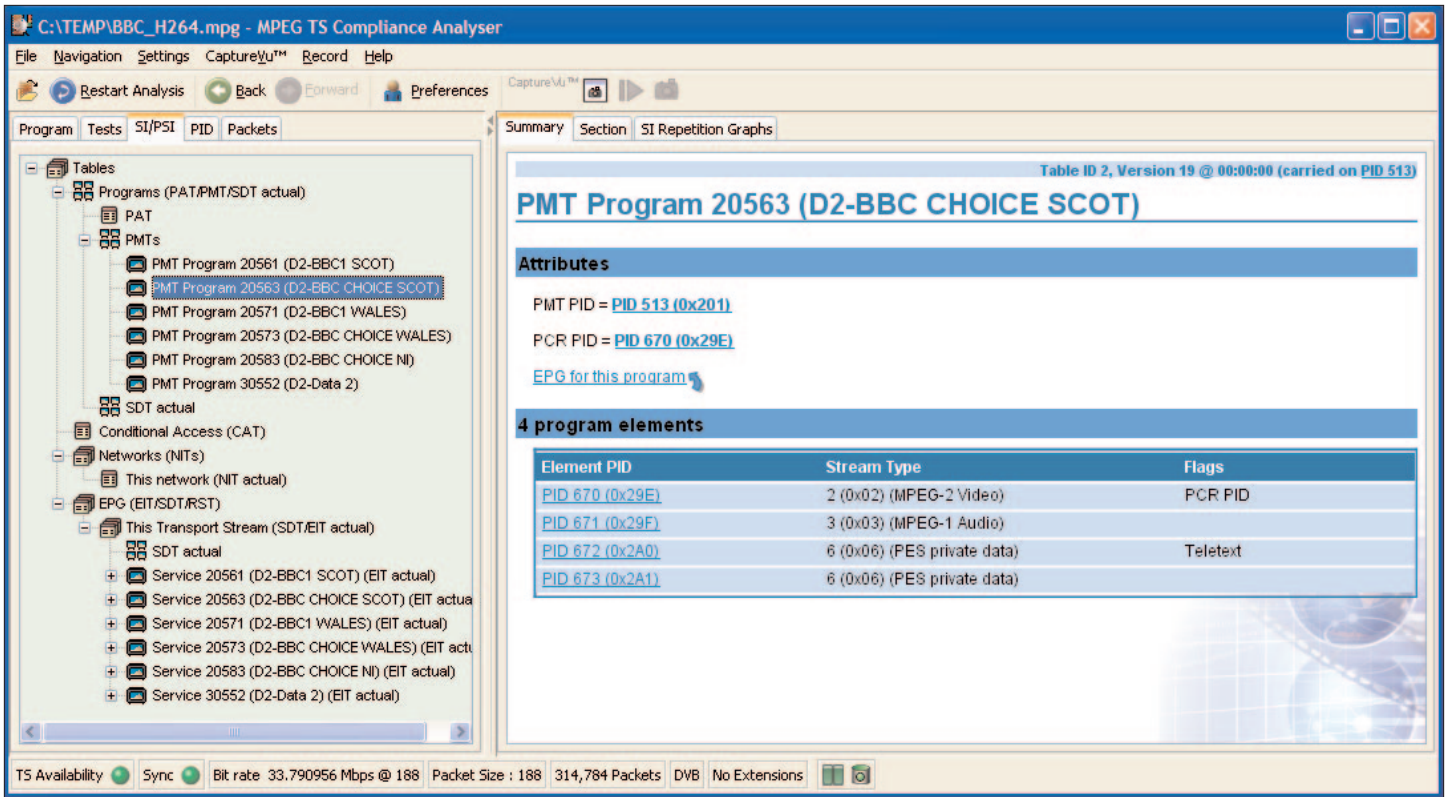 C:\TEMP\BBC_H264.mpg - MPEG TS Compliance Analyser
File Navigation Settings CaptureVu™ Record Help
Restart Analysis Back Forward Preferences CaptureVu™
Program Tests SI/PSI PID Packets
Tables
Programs (PAT/PMT/SDT actual)
PAT
PMTs
PMT Program 20561 (D2-BBC1 SCOT)
PMT Program 20563 (D2-BBC CHOICE SCOT)
PMT Program 20571 (D2-BBC1 WALES)
PMT Program 20573 (D2-BBC CHOICE WALES)
PMT Program 20583 (D2-BBC CHOICE NI)
PMT Program 30552 (D2-Data 2)
SDT actual
Conditional Access (CAT)
Networks (NITs)
This network (NIT actual)
EPG (EIT/SDT/RST)
This Transport Stream (SDT/EIT actual)
SDT actual
Service 20561 (D2-BBC1 SCOT) (EIT actual)
Service 20563 (D2-BBC CHOICE SCOT) (EIT actua
Service 20571 (D2-BBC1 WALES) (EIT actual)
Service 20573 (D2-BBC CHOICE WALES) (EIT actu
Service 20583 (D2-BBC CHOICE NI) (EIT actual)
Service 30552 (D2-Data 2) (EIT actual)
Summary Section SI Repetition Graphs
Table ID 2, Version 19 @ 00:00:00 (carried on PID 513)
PMT Program 20563 (D2-BBC CHOICE SCOT)
Attributes
PMT PID = PID 513 (0x201)
PCR PID = PID 670 (0x29E)
EPG for this program
4 program elements
Element PID Stream Type Flags
PID 670 (0x29E) 2 (0x02) (MPEG-2 Video) PCR PID
PID 671 (0x29F) 3 (0x03) (MPEG-1 Audio)
PID 672 (0x2A0) 6 (0x06) (PES private data) Teletext
PID 673 (0x2A1) 6 (0x06) (PES private data)
TS Availability Sync Bit rate 33.790956 Mbps @ 188 Packet Size : 188 314,784 Packets DVB No Extensions